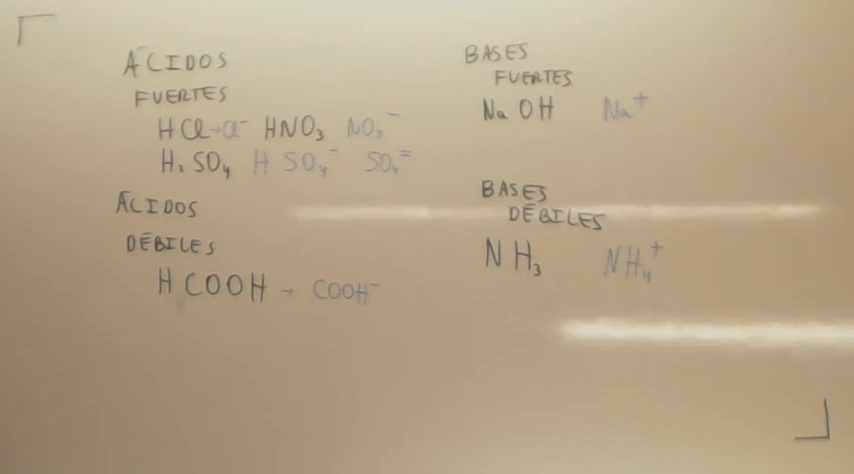 ÁCIDOS
FUERTES
HCl→Cl⁻ HNO₃ NO₃⁻
H₂SO₄ HSO₄⁻ SO₄⁼
ÁCIDOS
DÉBILES
HCOOH → COOH⁻
BASES
FUERTES
NaOH Na⁺
BASES
DÉBILES
NH₃ NH₄⁺